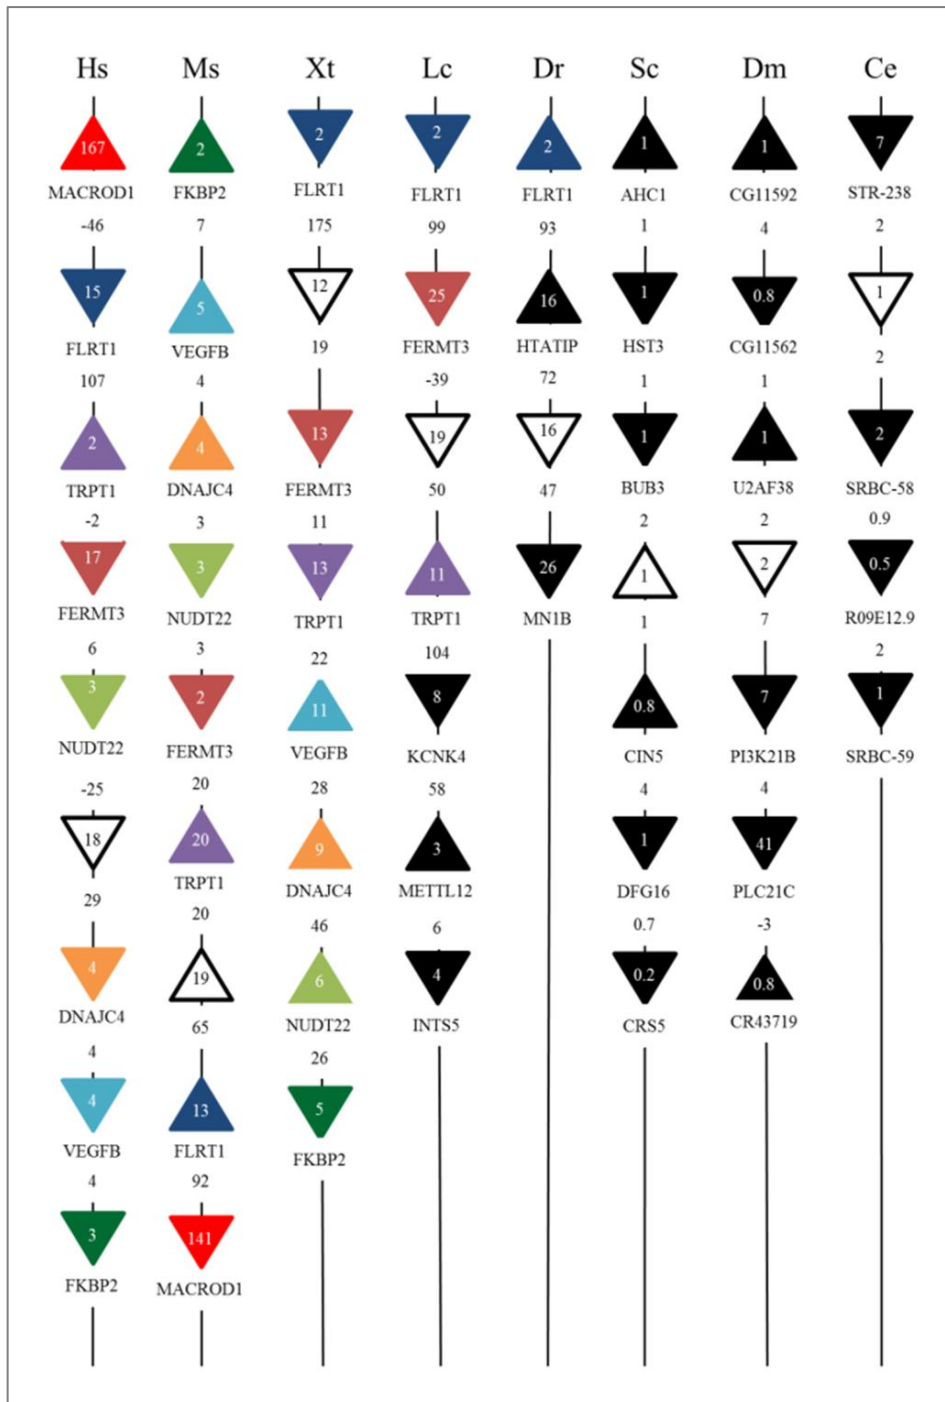 Hs Ms Xt Lc Dr Sc Dm Ce
167 2 2 2 2 1 1 7
MACROD1 FKBP2 FLRT1 FLRT1 FLRT1 AHC1 CG11592 STR-238
-46 7 175 99 93 1 4 2
15 5 12 25 16 1 0.8 1
FLRT1 VEGFB 19 FERMT3 HTATIP HST3 CG11562 2
107 4 -39 72 1 1
2 4 13 19 16 1 1 2
TRPT1 DNAJC4 FERMT3 50 47 BUB3 U2AF38 SRBC-58
-2 3 11 2 2 0.9
17 3 13 11 26 1 2 0.5
FERMT3 NUDT22 TRPT1 TRPT1 MN1B 1 7 R09E12.9
6 3 22 104 2
3 2 11 8 0.8 7 1
NUDT22 FERMT3 VEGFB KCNK4 CIN5 PI3K21B SRBC-59
-25 20 28 58 4 4
18 20 9 3 1 41
29 TRPT1 DNAJC4 METTL12 DFG16 PLC21C
20 46 6 0.7 -3
4 19 6 4 0.2 0.8
DNAJC4 65 NUDT22 INTS5 CRS5 CR43719
4 26
4 13 5
VEGFB FLRT1 FKBP2
4 92
3 141
FKBP2 MACROD1